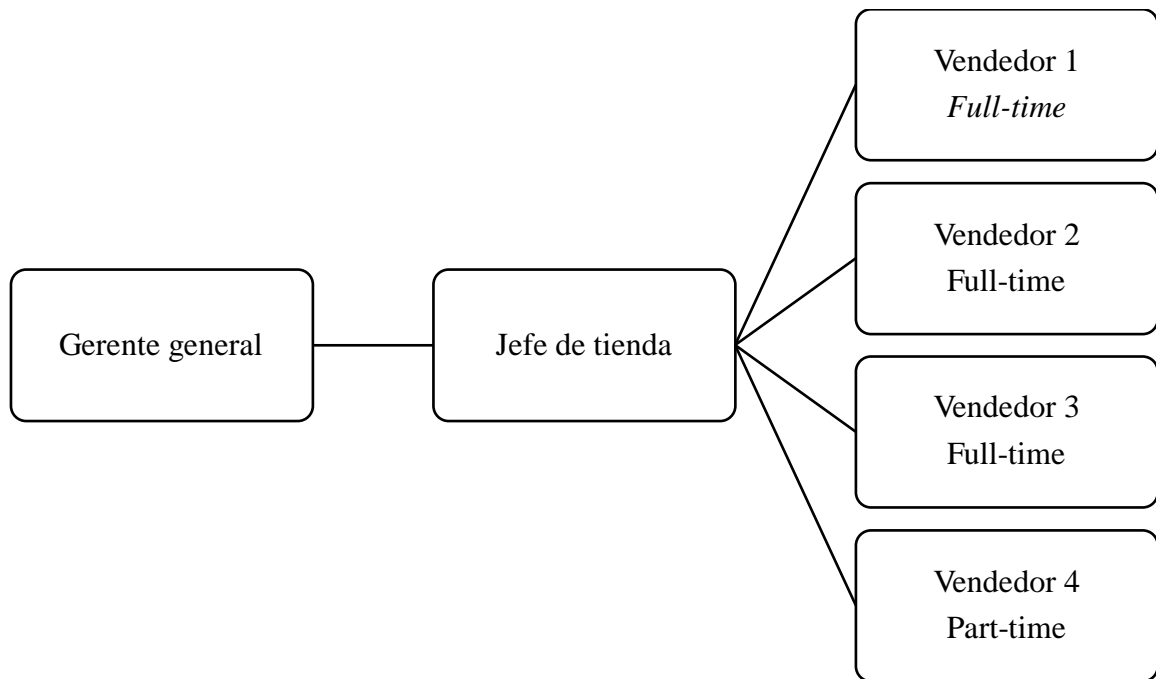 Gerente general
Jefe de tienda
Vendedor 1
Full-time
Vendedor 2
Full-time
Vendedor 3
Full-time
Vendedor 4
Part-time